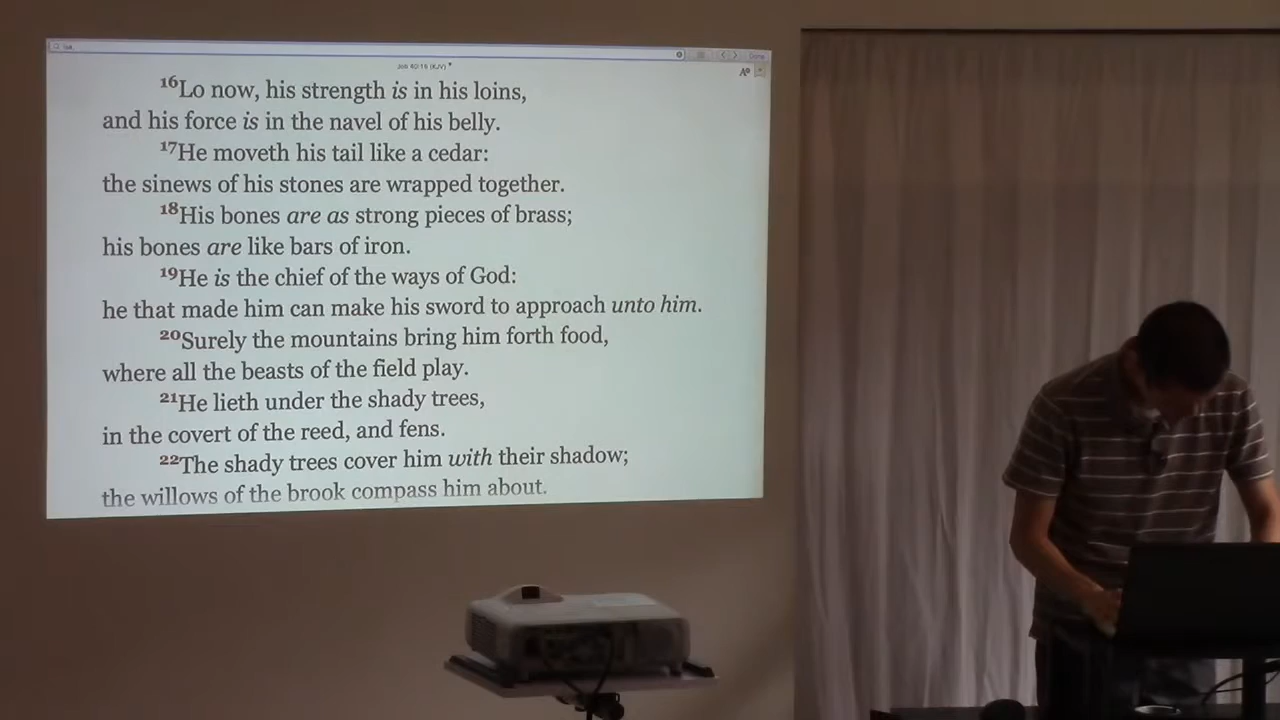 Job 40:16 (KJV)
16Lo now, his strength is in his loins,
and his force is in the navel of his belly.
17He moveth his tail like a cedar:
the sinews of his stones are wrapped together.
18His bones are as strong pieces of brass;
his bones are like bars of iron.
19He is the chief of the ways of God:
he that made him can make his sword to approach unto him.
20Surely the mountains bring him forth food,
where all the beasts of the field play.
21He lieth under the shady trees,
in the covert of the reed, and fens.
22The shady trees cover him with their shadow;
the willows of the brook compass him about.